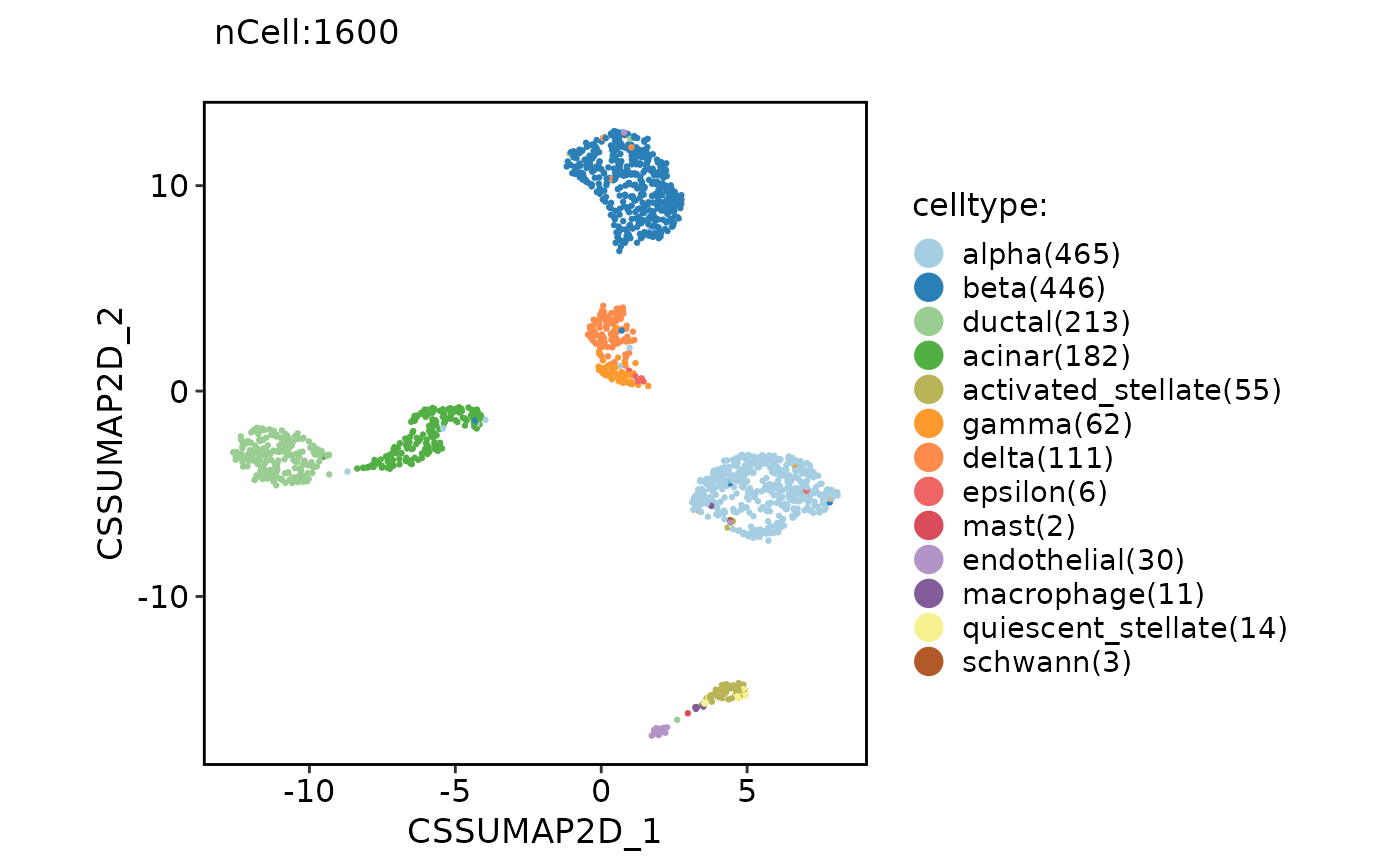 nCell:1600
CSSUMAP2D_2
10
0
-10
-10
-5
0
5
CSSUMAP2D_1
celltype:
alpha(465)
beta(446)
ductal(213)
acinar(182)
activated_stellate(55)
gamma(62)
delta(111)
epsilon(6)
mast(2)
endothelial(30)
macrophage(11)
quiescent_stellate(14)
schwann(3)